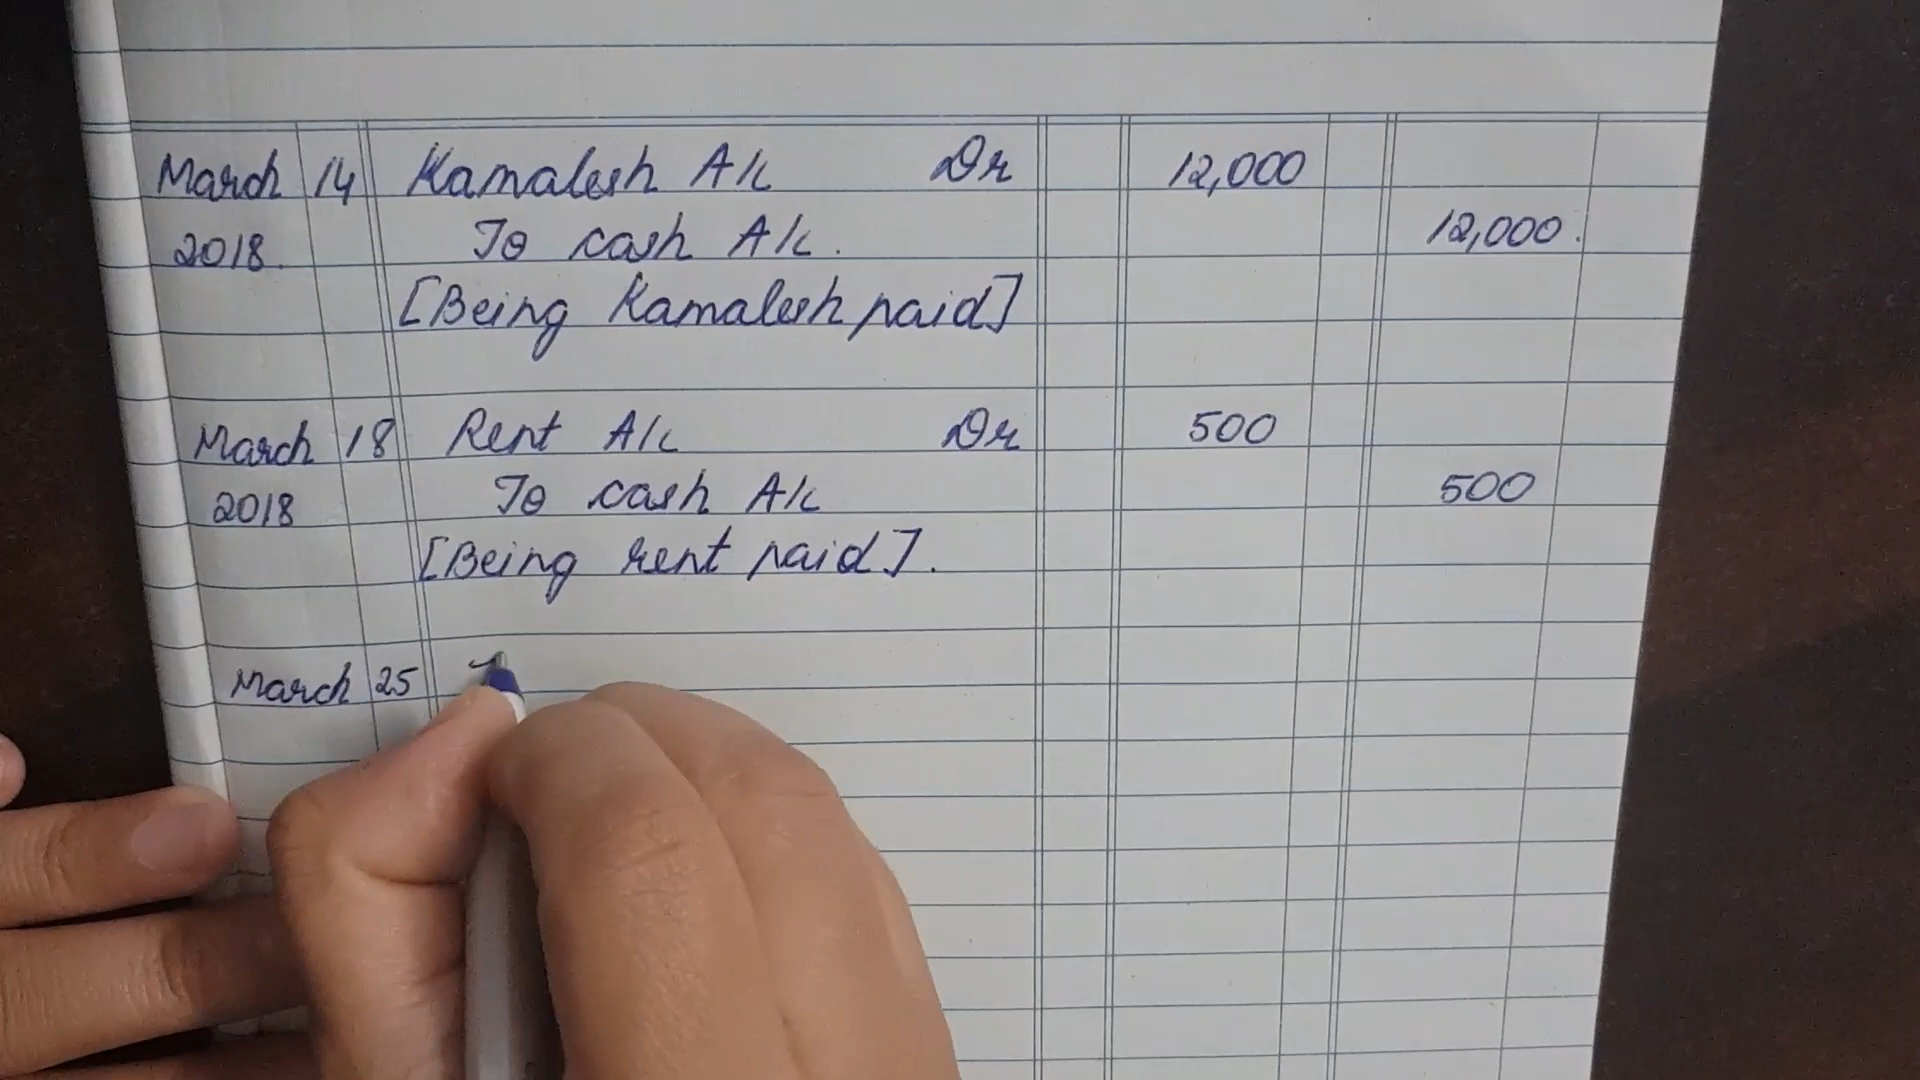 March 14 Kamalesh A/c Dr 12,000
2018. To cash A/c. 12,000.
[Being Kamalesh paid]
March 18 Rent A/c Dr 500
2018 To cash A/c 500
[Being rent paid].
March 25